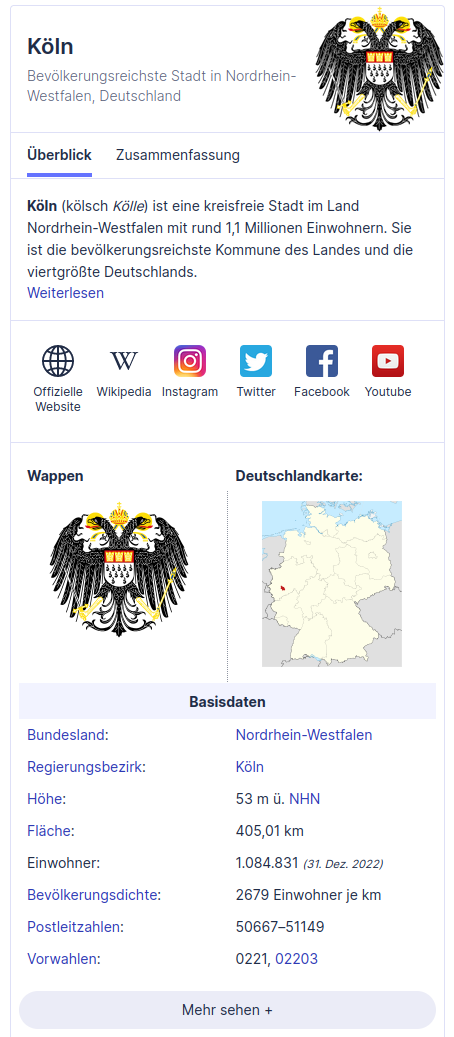 Köln
Bevölkerungsreichste Stadt in Nordrhein-
Westfalen, Deutschland
Überblick Zusammenfassung
Köln (kölsch Kölle) ist eine kreisfreie Stadt im Land
Nordrhein-Westfalen mit rund 1,1 Millionen Einwohnern. Sie
ist die bevölkerungsreichste Kommune des Landes und die
viertgrößte Deutschlands.
Weiterlesen
Offizielle Website
Wikipedia
Instagram
Twitter
Facebook
Youtube
Wappen Deutschlandkarte:
Basisdaten
Bundesland: Nordrhein-Westfalen
Regierungsbezirk: Köln
Höhe: 53 m ü. NHN
Fläche: 405,01 km
Einwohner: 1.084.831 (31. Dez. 2022)
Bevölkerungsdichte: 2679 Einwohner je km
Postleitzahlen: 50667–51149
Vorwahlen: 0221, 02203
Mehr sehen +